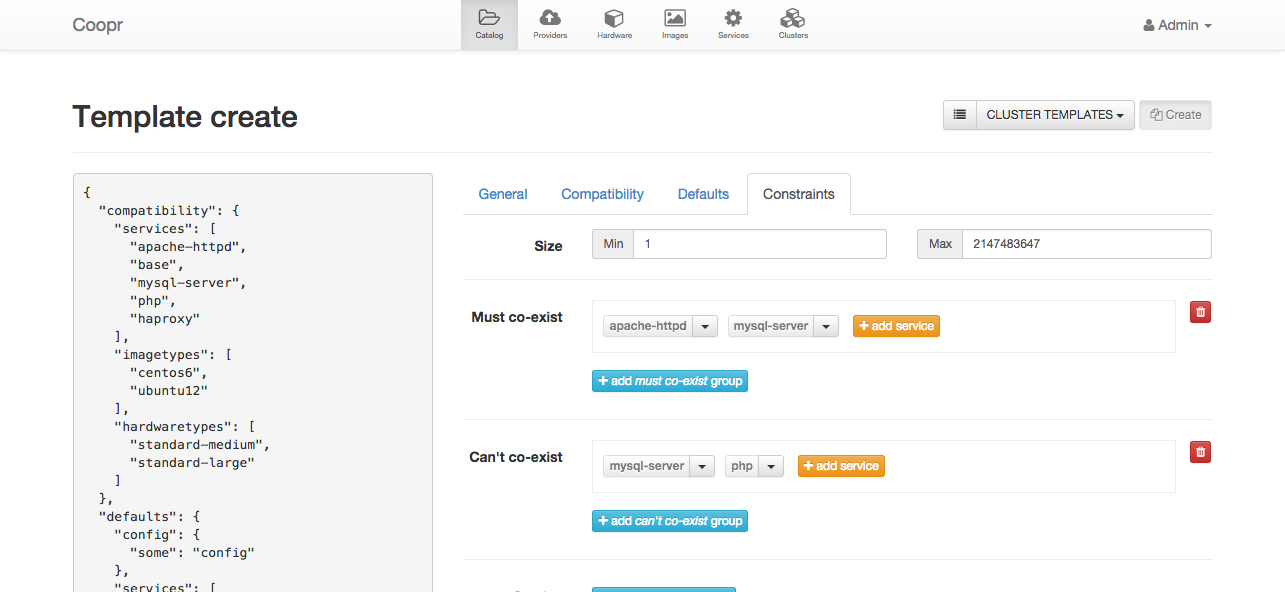 Coopr
Catalog
Providers
Hardware
Images
Services
Clusters
Admin
Template create
CLUSTER TEMPLATES
Create
{
  "compatibility": {
    "services": [
      "apache-httpd",
      "base",
      "mysql-server",
      "php",
      "haproxy"
    ],
    "imagetypes": [
      "centos6",
      "ubuntu12"
    ],
    "hardwaretypes": [
      "standard-medium",
      "standard-large"
    ]
  },
  "defaults": {
    "config": {
      "some": "config"
    },
    "services": [
General
Compatibility
Defaults
Constraints
Size
Min
1
Max
2147483647
Must co-exist
apache-httpd
mysql-server
+ add service
+ add must co-exist group
Can't co-exist
mysql-server
php
+ add service
+ add can't co-exist group